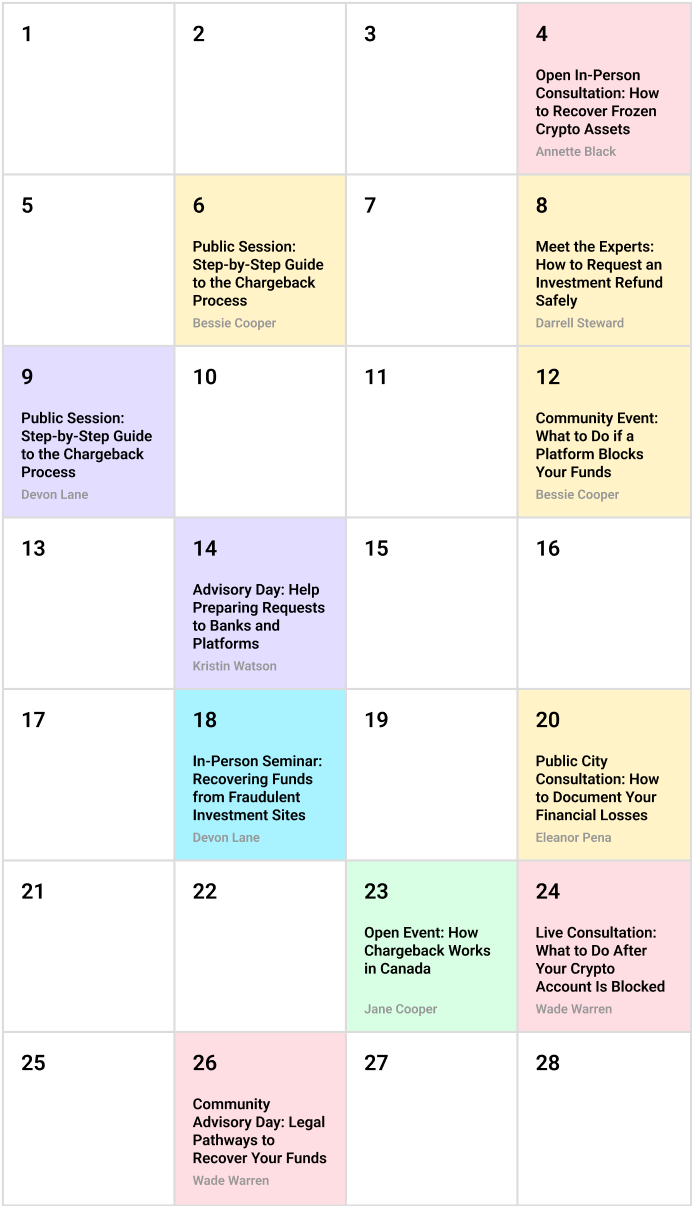 1
2
3
4
Open In-Person
Consultation: How
to Recover Frozen
Crypto Assets
Annette Black
5
6
Public Session:
Step-by-Step Guide
to the Chargeback
Process
Bessie Cooper
7
8
Meet the Experts:
How to Request an
Investment Refund
Safely
Darrell Steward
9
Public Session:
Step-by-Step Guide
to the Chargeback
Process
Devon Lane
10
11
12
Community Event:
What to Do if a
Platform Blocks
Your Funds
Bessie Cooper
13
14
Advisory Day: Help
Preparing Requests
to Banks and
Platforms
Kristin Watson
15
16
17
18
In-Person Seminar:
Recovering Funds
from Fraudulent
Investment Sites
Devon Lane
19
20
Public City
Consultation: How
to Document Your
Financial Losses
Eleanor Pena
21
22
23
Open Event: How
Chargeback Works
in Canada
Jane Cooper
24
Live Consultation:
What to Do After
Your Crypto
Account Is Blocked
Wade Warren
25
26
Community
Advisory Day: Legal
Pathways to
Recover Your Funds
Wade Warren
27
28